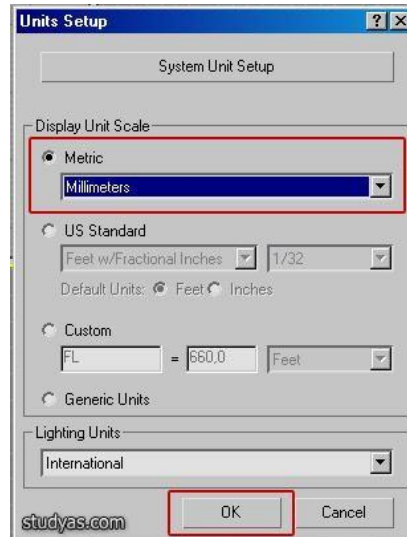 Units Setup
System Unit Setup
Display Unit Scale
Metric
Millimeters
US Standard
Feet w/Fractional Inches 1/32
Default Units: Feet Inches
Custom
FL = 660,0 Feet
Generic Units
Lighting Units
International
OK Cancel
studyas.com